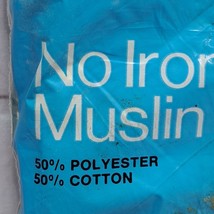 No Iron
Muslin
50% POLYESTER
50% COTTON